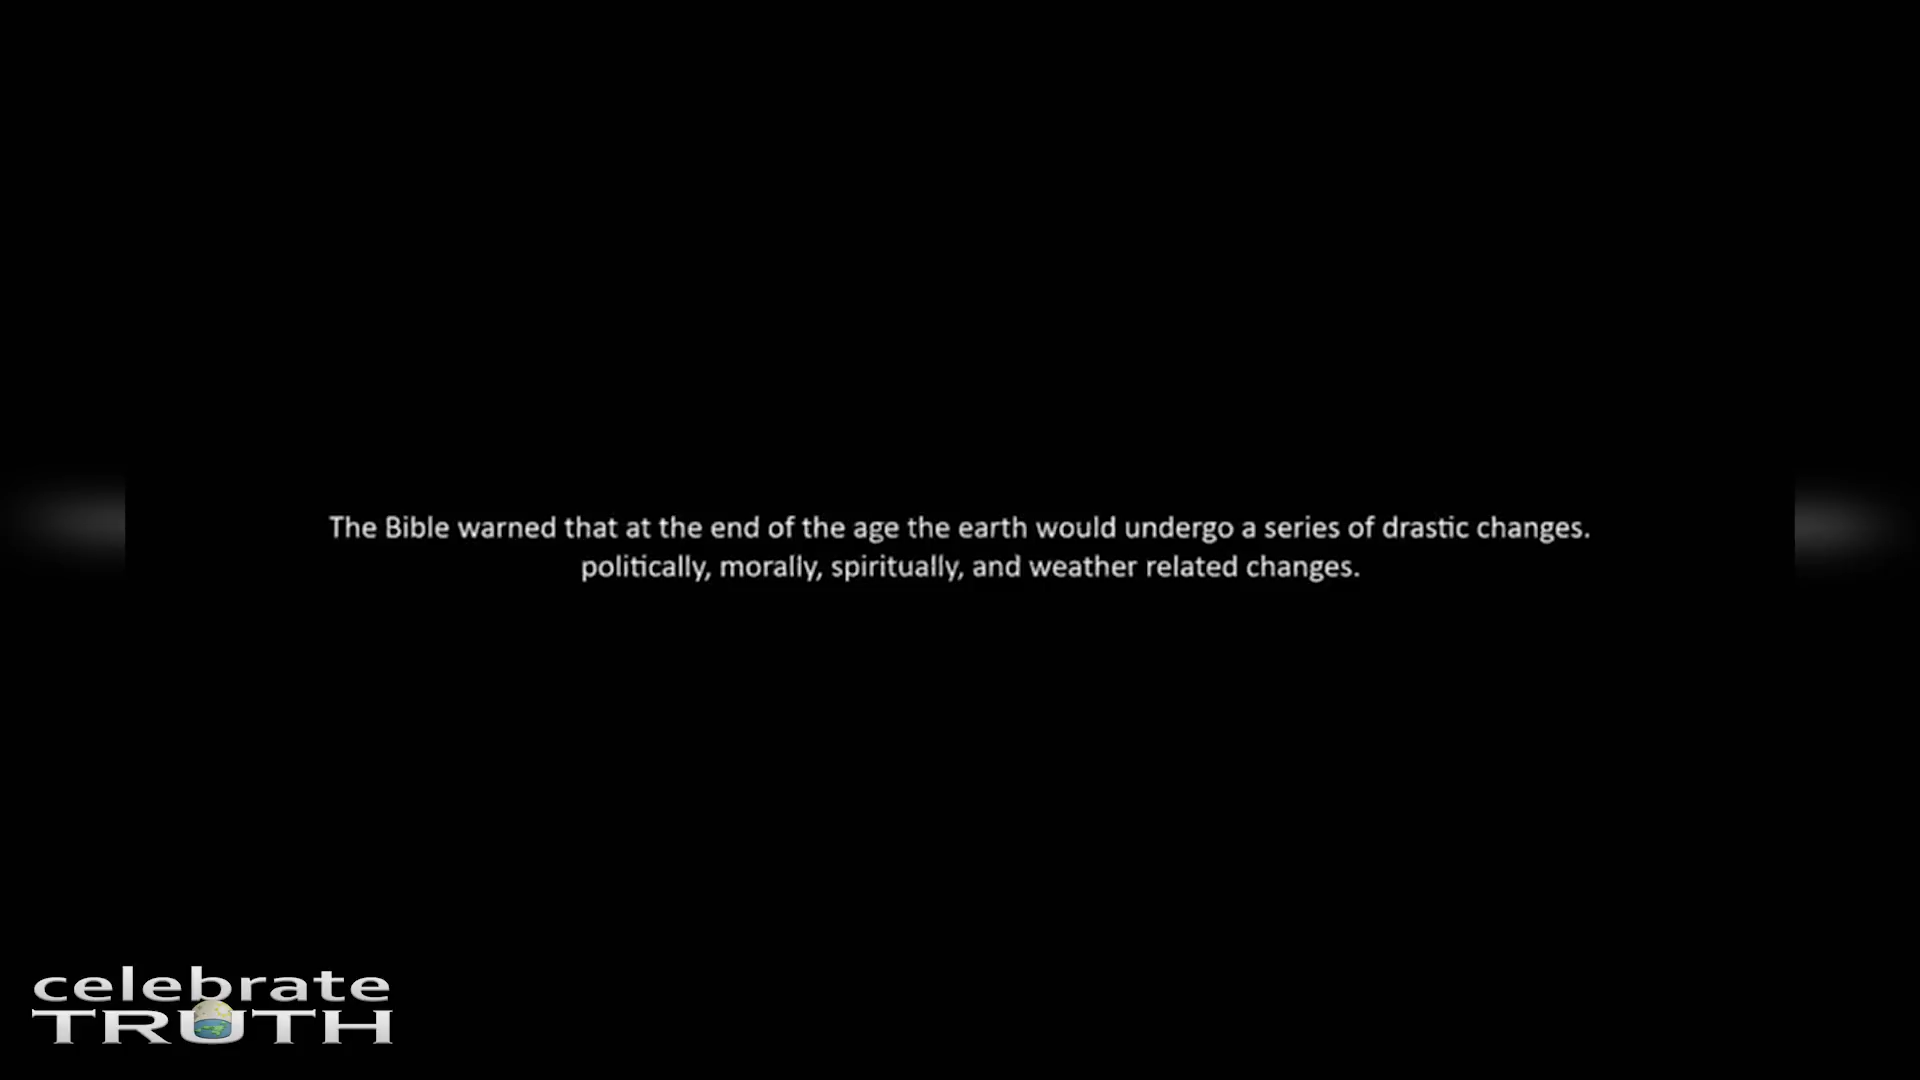 The Bible warned that at the end of the age the earth would undergo a series of drastic changes.
politically, morally, spiritually, and weather related changes.
celebrate
TRUTH